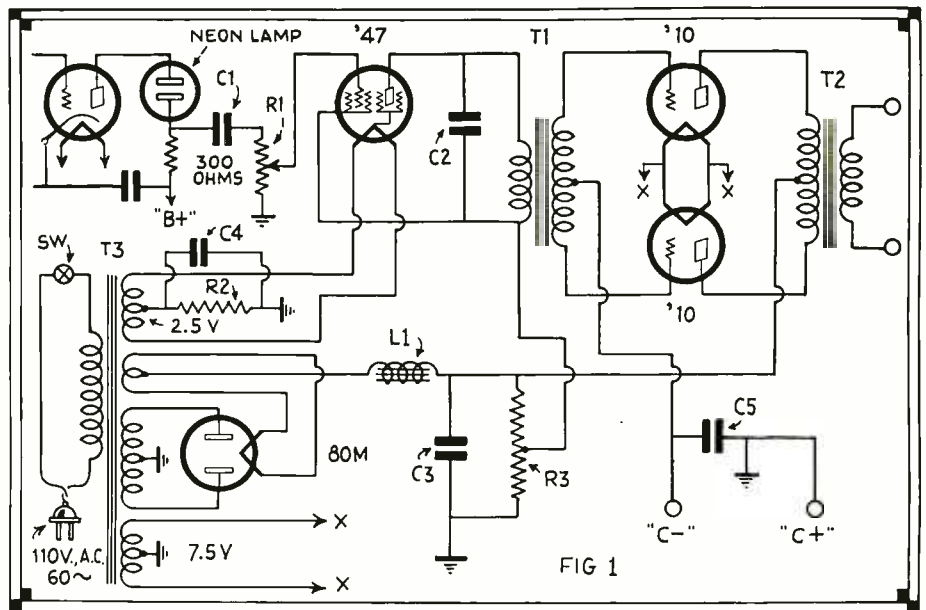 NEON LAMP
'47
T1
'10
T2
C1
R1
300
OHMS
C2
X
X
"B+"
SW
T3
C4
R2
2.5 V
'10
L1
80M
C3
R3
C5
"C-"
"C+"
X
7.5 V
X
110V., A.C.
60~
FIG 1